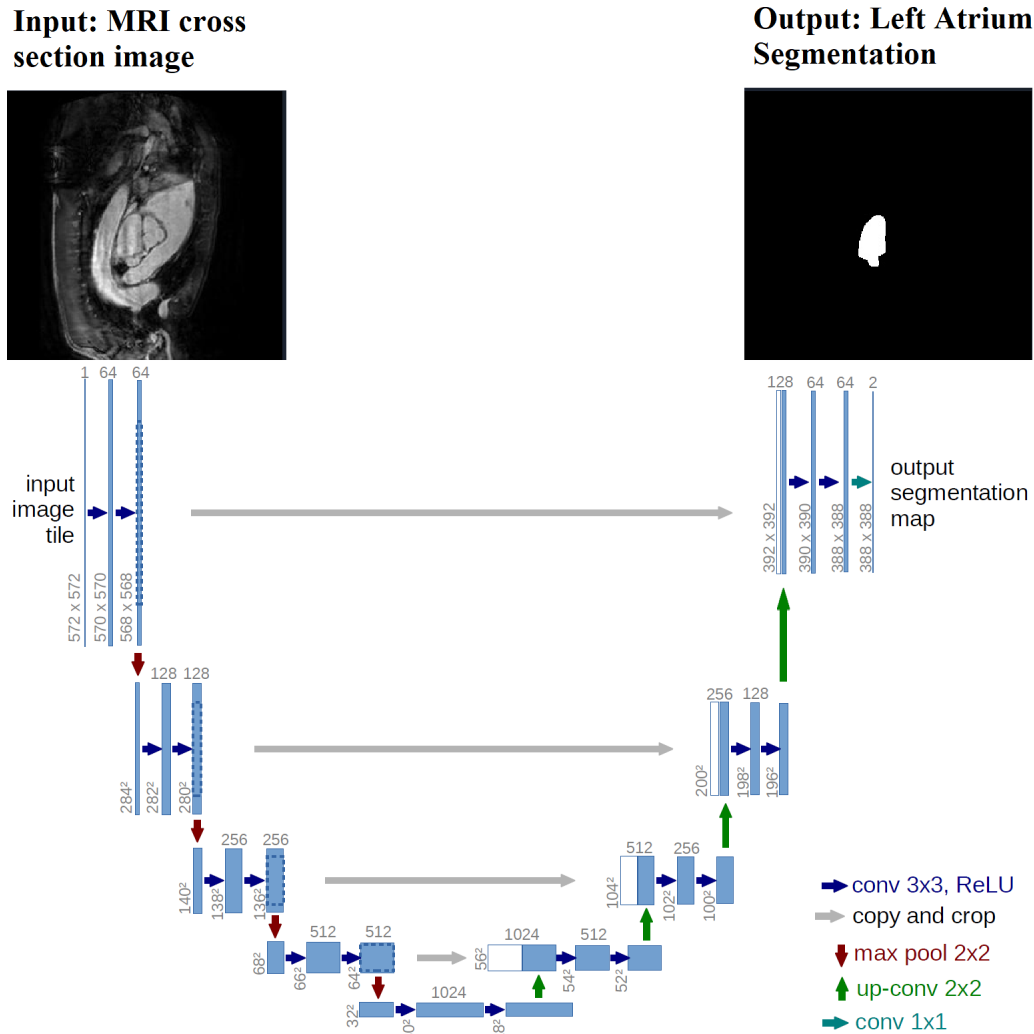 Input: MRI cross
section image
Output: Left Atrium
Segmentation
1 64 64
128 64 64 2
input
image
tile
output
segmentation
map
572 x 572
570 x 570
568 x 568
392 x 392
390 x 390
388 x 388
388 x 388
128 128
256 128
284²
282²
280²
200²
198²
196²
256 256
512 256
140²
138²
136²
104²
102²
100²
512 512
1024 512
68²
66²
64²
56²
54²
52²
1024
32²
0²
8²
conv 3x3, ReLU
copy and crop
max pool 2x2
up-conv 2x2
conv 1x1